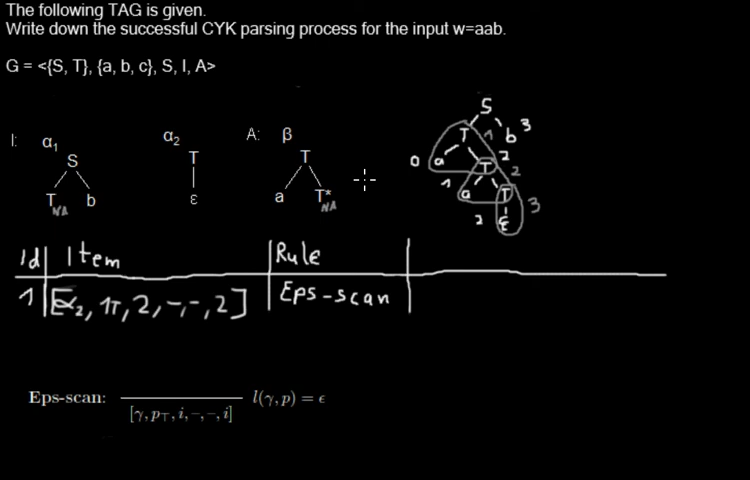 The following TAG is given.
Write down the successful CYK parsing process for the input w=aab.
G = <{S, T}, {a, b, c}, S, I, A>
I: α₁ α₂ A: β
S T T
T NA b ε a T* NA
S
T 1 b 3
0 a T 2
1 a T 2 3
2 ε
Id Item Rule
1 [α₂, 1⊤, 2, -, -, 2] Eps-scan
Eps-scan: [γ, p⊤, i, −, −, i] l(γ, p) = ϵ